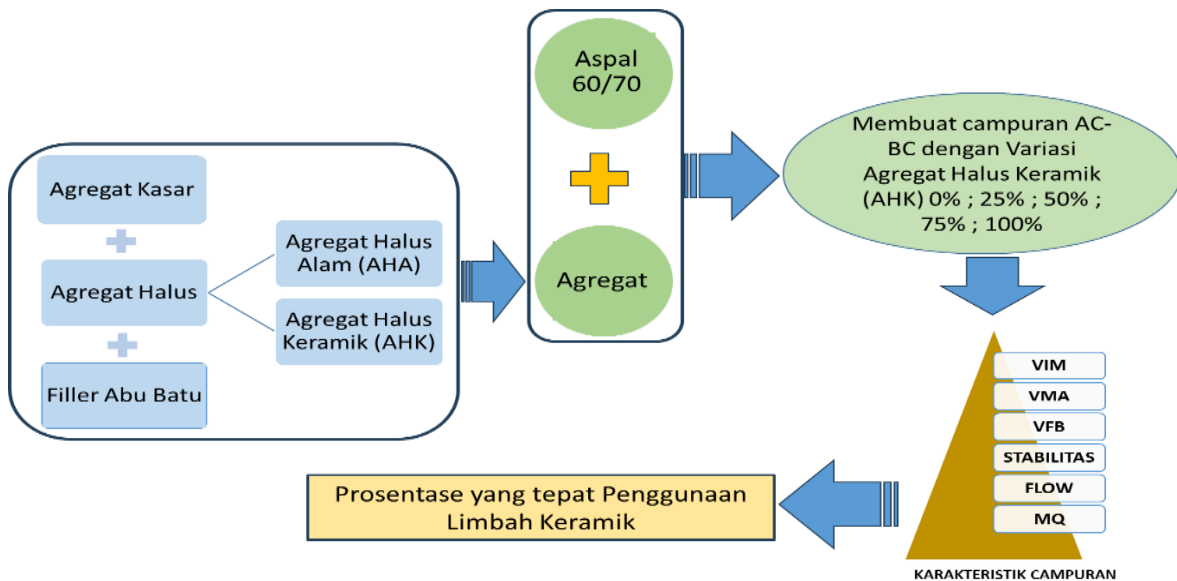 Agregat Kasar
Agregat Halus
Filler Abu Batu
Agregat Halus
Alam (AHA)
Agregat Halus
Keramik (AHK)
Aspal
60/70
Agregat
Membuat campuran AC-
BC dengan Variasi
Agregat Halus Keramik
(AHK) 0% ; 25% ; 50% ;
75% ; 100%
VIM
VMA
VFB
STABILITAS
FLOW
MQ
KARAKTERISTIK CAMPURAN
Prosentase yang tepat Penggunaan
Limbah Keramik